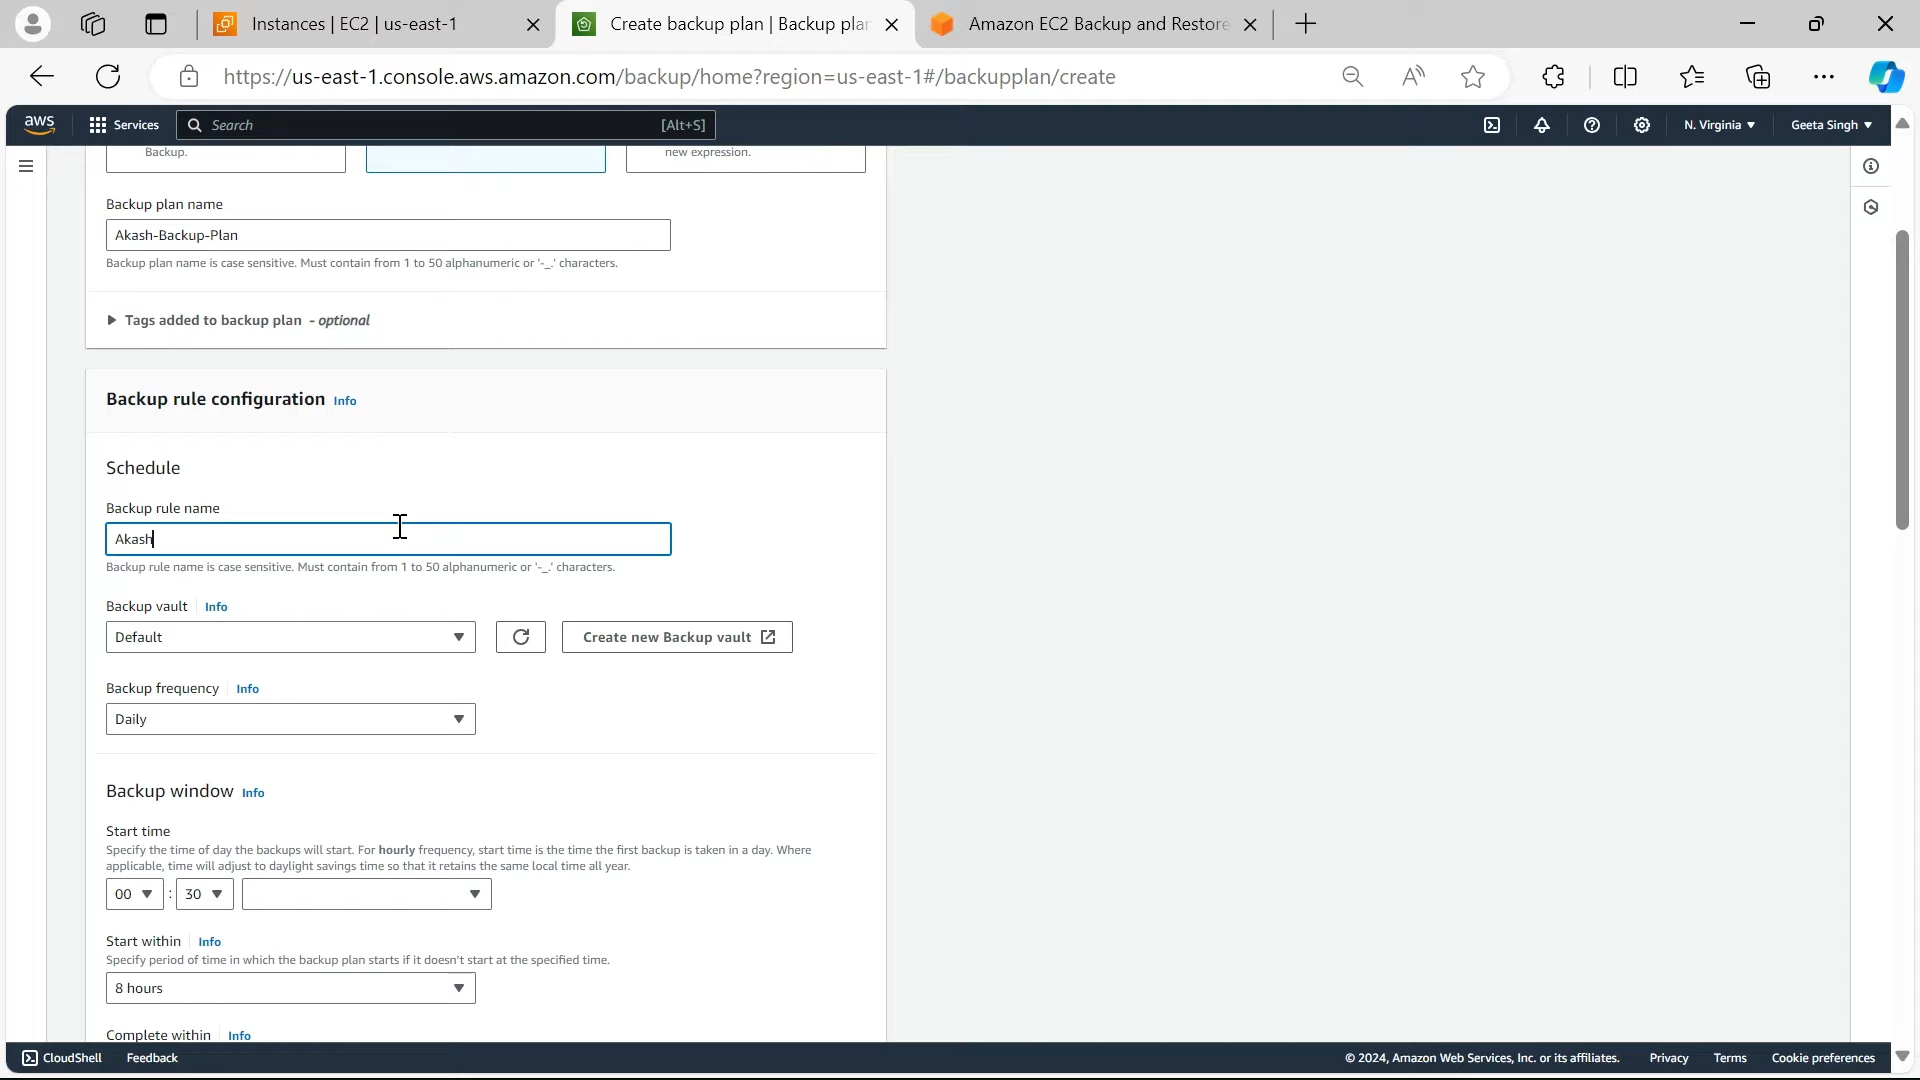 Instances | EC2 | us-east-1
Create backup plan | Backup pla
Amazon EC2 Backup and Restore
https://us-east-1.console.aws.amazon.com/backup/home?region=us-east-1#/backupplan/create
aws
Services
Search
[Alt+S]
N. Virginia
Geeta Singh
Backup.
new expression.
Backup plan name
Akash-Backup-Plan
Backup plan name is case sensitive. Must contain from 1 to 50 alphanumeric or '-_.' characters.
Tags added to backup plan - optional
Backup rule configuration Info
Schedule
Backup rule name
Akash
Backup rule name is case sensitive. Must contain from 1 to 50 alphanumeric or '-_.' characters.
Backup vault Info
Default
Create new Backup vault
Backup frequency Info
Daily
Backup window Info
Start time
Specify the time of day the backups will start. For hourly frequency, start time is the time the first backup is taken in a day. Where
applicable, time will adjust to daylight savings time so that it retains the same local time all year.
00 : 30
Start within Info
Specify period of time in which the backup plan starts if it doesn't start at the specified time.
8 hours
Complete within Info
CloudShell Feedback
© 2024, Amazon Web Services, Inc. or its affiliates. Privacy Terms Cookie preferences